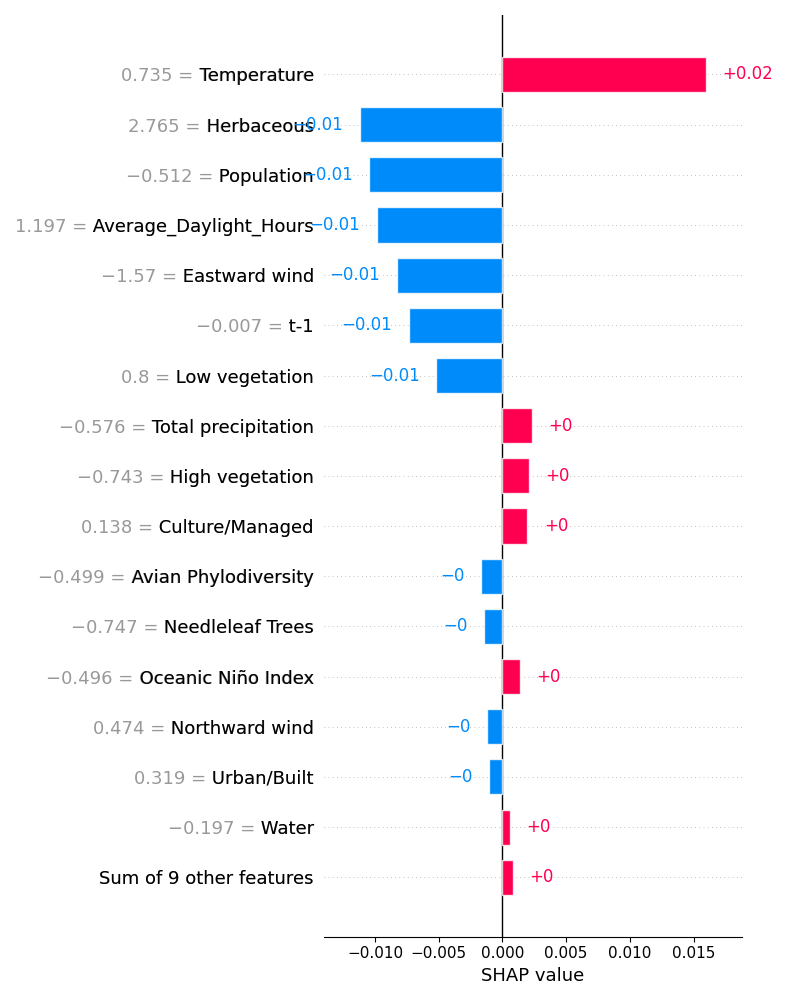 0.735 = Temperature +0.02
2.765 = Herbaceous −0.01
−0.512 = Population −0.01
1.197 = Average_Daylight_Hours −0.01
−1.57 = Eastward wind −0.01
−0.007 = t-1 −0.01
0.8 = Low vegetation −0.01
−0.576 = Total precipitation +0
−0.743 = High vegetation +0
0.138 = Culture/Managed +0
−0.499 = Avian Phylodiversity −0
−0.747 = Needleleaf Trees −0
−0.496 = Oceanic Niño Index +0
0.474 = Northward wind −0
0.319 = Urban/Built −0
−0.197 = Water +0
Sum of 9 other features +0
−0.010 −0.005 0.000 0.005 0.010 0.015
SHAP value